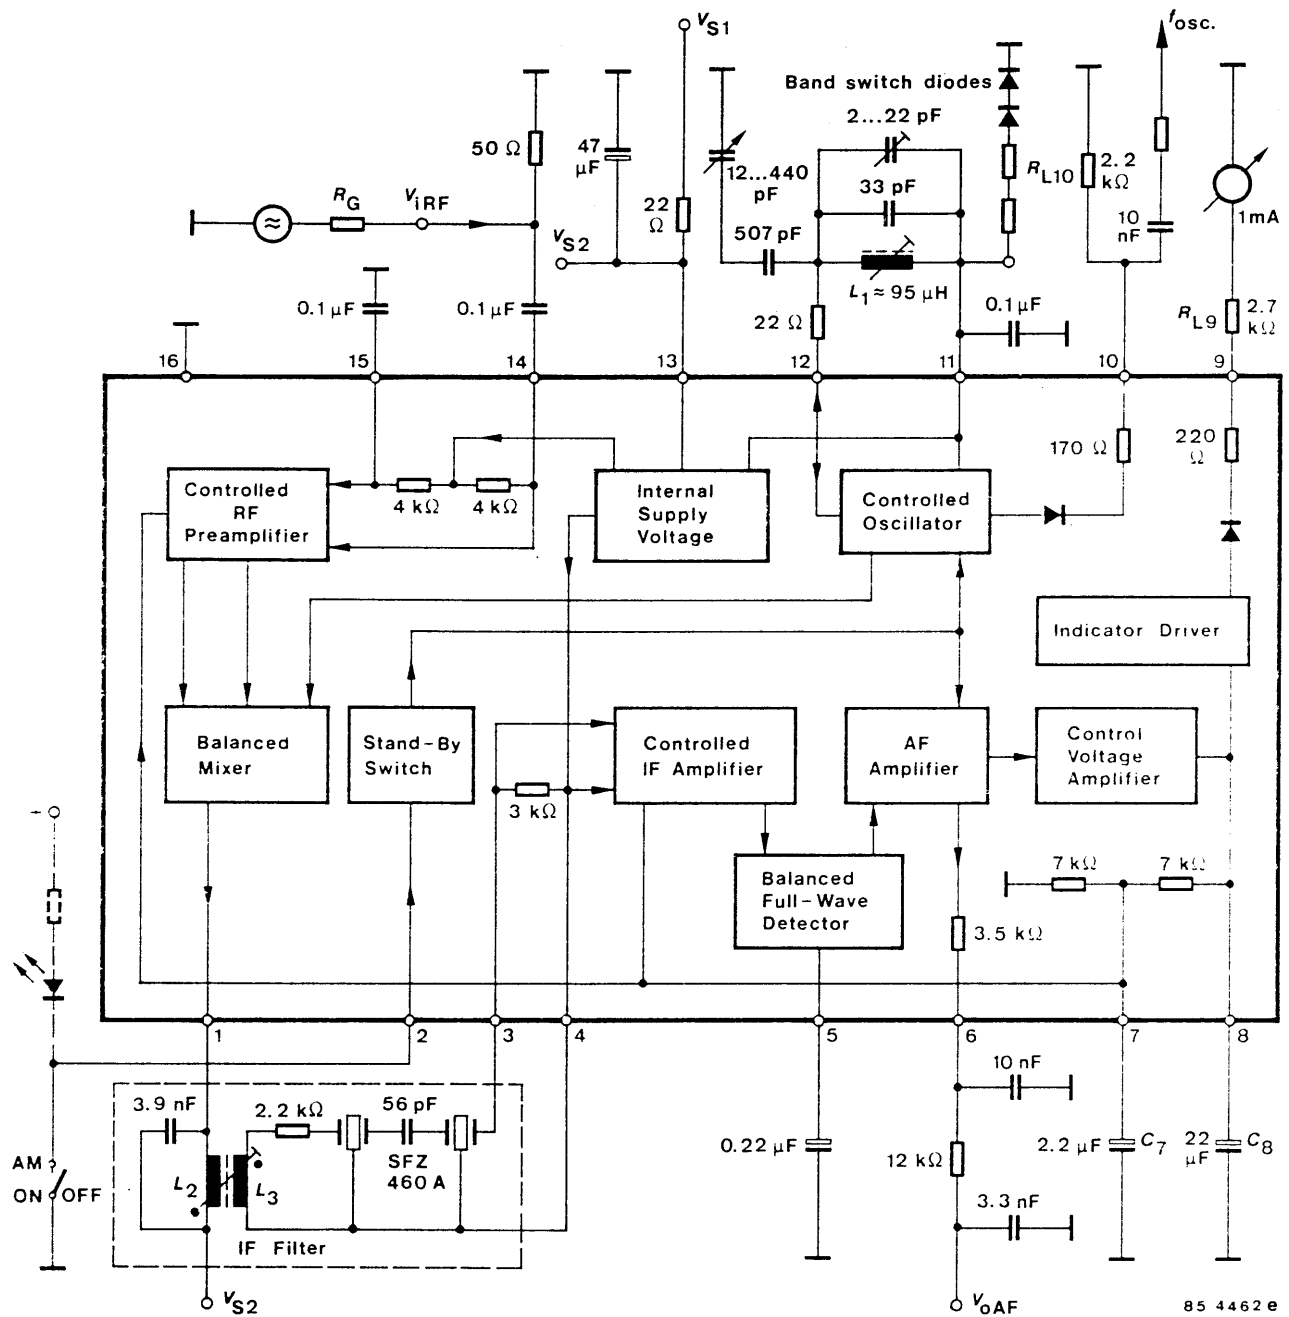 V_S1
f_osc.
Band switch diodes
2...22 pF
50 Ω
47
μF
R_L10
2.2
kΩ
12...440
pF
33 pF
R_G
V_iRF
22
Ω
10
nF
1mA
V_S2
507 pF
L_1 ≈ 95 μH
0.1 μF
0.1 μF
22 Ω
0.1 μF
R_L9
2.7
kΩ
16
15
14
13
12
11
10
9
170 Ω
220
Ω
Controlled
RF
Preamplifier
4 kΩ
4 kΩ
Internal
Supply
Voltage
Controlled
Oscillator
Indicator Driver
Balanced
Mixer
Stand-By
Switch
3 kΩ
Controlled
IF Amplifier
AF
Amplifier
Control
Voltage
Amplifier
7 kΩ
7 kΩ
Balanced
Full-Wave
Detector
3.5 kΩ
1
2
3
4
5
6
7
8
3.9 nF
2.2 kΩ
56 pF
10 nF
SFZ
460 A
0.22 μF
12 kΩ
2.2 μF
C_7
22
μF
C_8
AM
ON
OFF
L_2
L_3
3.3 nF
IF Filter
V_S2
V_oAF
85 4462 e